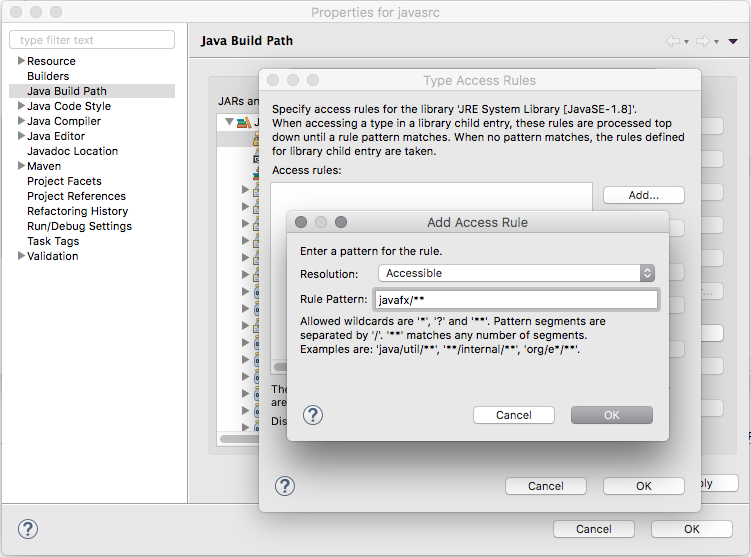 Properties for javasrc
type filter text
Resource
Builders
Java Build Path
Java Code Style
Java Compiler
Java Editor
Javadoc Location
Maven
Project Facets
Project References
Refactoring History
Run/Debug Settings
Task Tags
Validation
Java Build Path
JARs an
Type Access Rules
Specify access rules for the library 'JRE System Library [JavaSE-1.8]'.
When accessing a type in a library child entry, these rules are processed top
down until a rule pattern matches. When no pattern matches, the rules defined
for library child entry are taken.
Access rules:
Add...
Add Access Rule
Enter a pattern for the rule.
Resolution: Accessible
Rule Pattern: javafx/**
Allowed wildcards are '*', '?' and '**'. Pattern segments are
separated by '/'. '**' matches any number of segments.
Examples are: 'java/util/**', '**/internal/**', 'org/e*/**'.
Cancel OK
The
are
Dis
Cancel OK
ply
Cancel OK